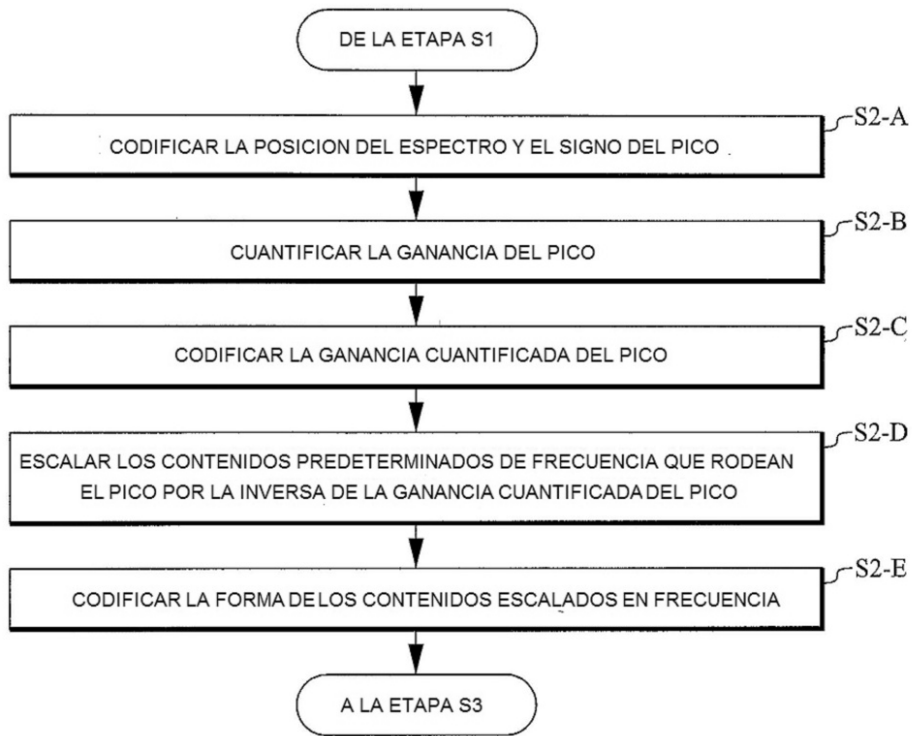 DE LA ETAPA S1
S2-A
CODIFICAR LA POSICION DEL ESPECTRO Y EL SIGNO DEL PICO
S2-B
CUANTIFICAR LA GANANCIA DEL PICO
S2-C
CODIFICAR LA GANANCIA CUANTIFICADA DEL PICO
S2-D
ESCALAR LOS CONTENIDOS PREDETERMINADOS DE FRECUENCIA QUE RODEAN
EL PICO POR LA INVERSA DE LA GANANCIA CUANTIFICADA DEL PICO
S2-E
CODIFICAR LA FORMA DE LOS CONTENIDOS ESCALADOS EN FRECUENCIA
A LA ETAPA S3